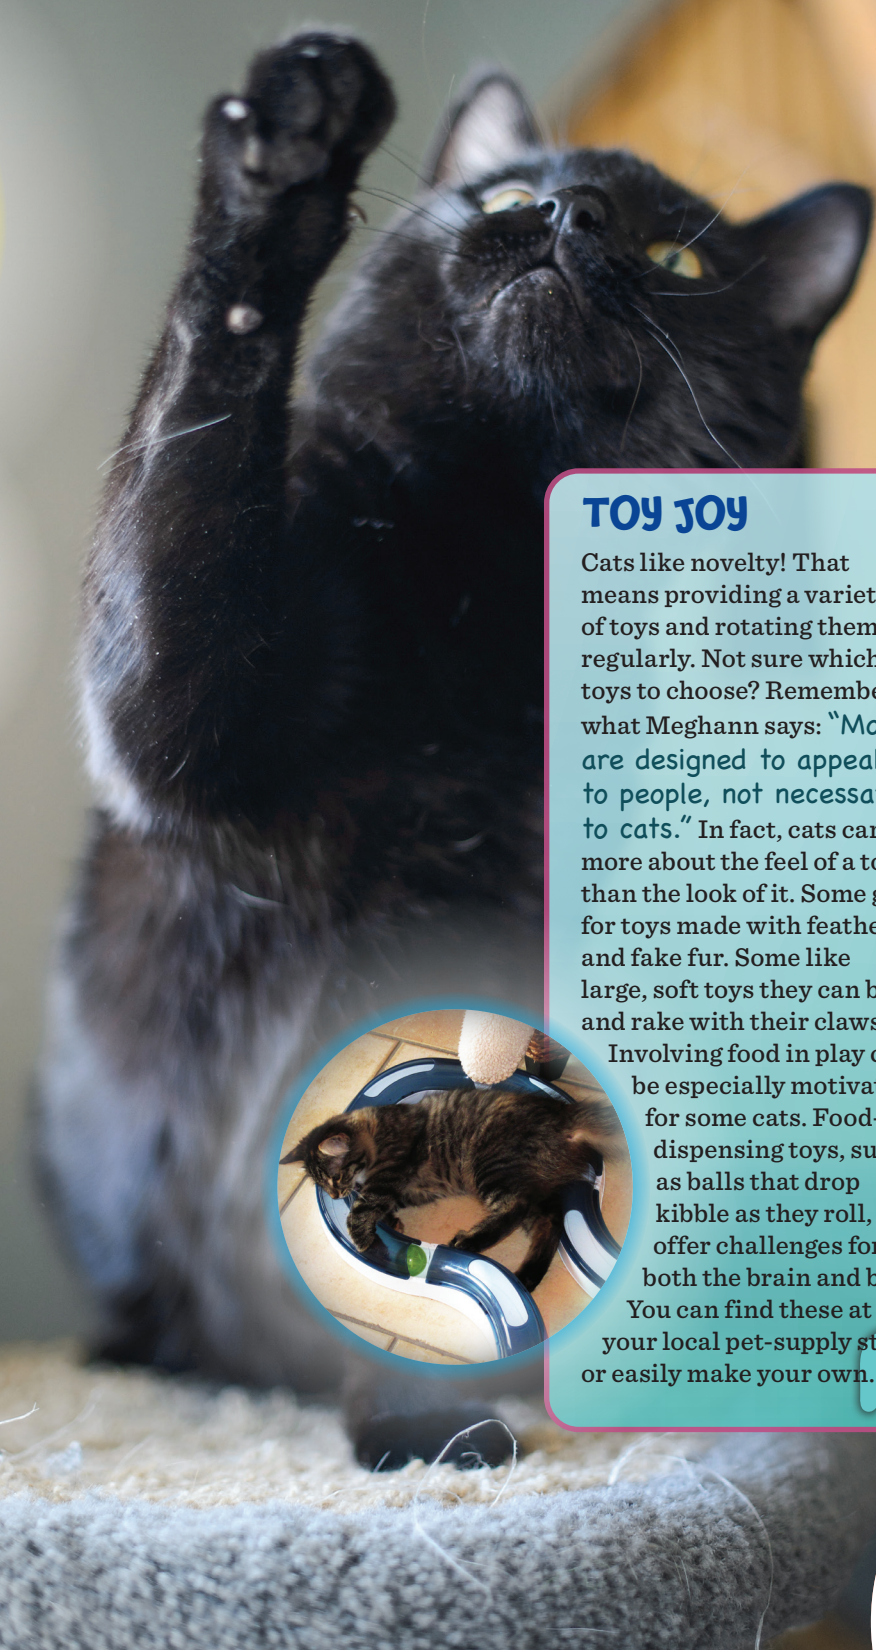 TOY JOY
Cats like novelty! That
means providing a variet
of toys and rotating them
regularly. Not sure which
toys to choose? Remembe
what Meghann says: “Mo
are designed to appeal
to people, not necessa
to cats.” In fact, cats car
more about the feel of a to
than the look of it. Some g
for toys made with feathe
and fake fur. Some like
large, soft toys they can b
and rake with their claws
Involving food in play c
be especially motiva
for some cats. Food-
dispensing toys, su
as balls that drop
kibble as they roll,
offer challenges for
both the brain and b
You can find these at
your local pet-supply st
or easily make your own.